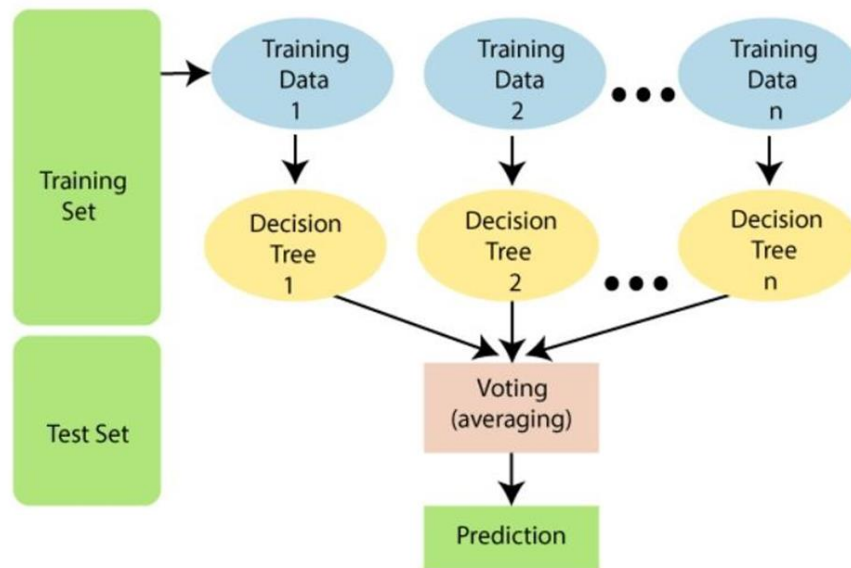 Training
Set
Training
Data
1
Training
Data
2
Training
Data
n
Decision
Tree
1
Decision
Tree
2
Decision
Tree
n
Test Set
Voting
(averaging)
Prediction